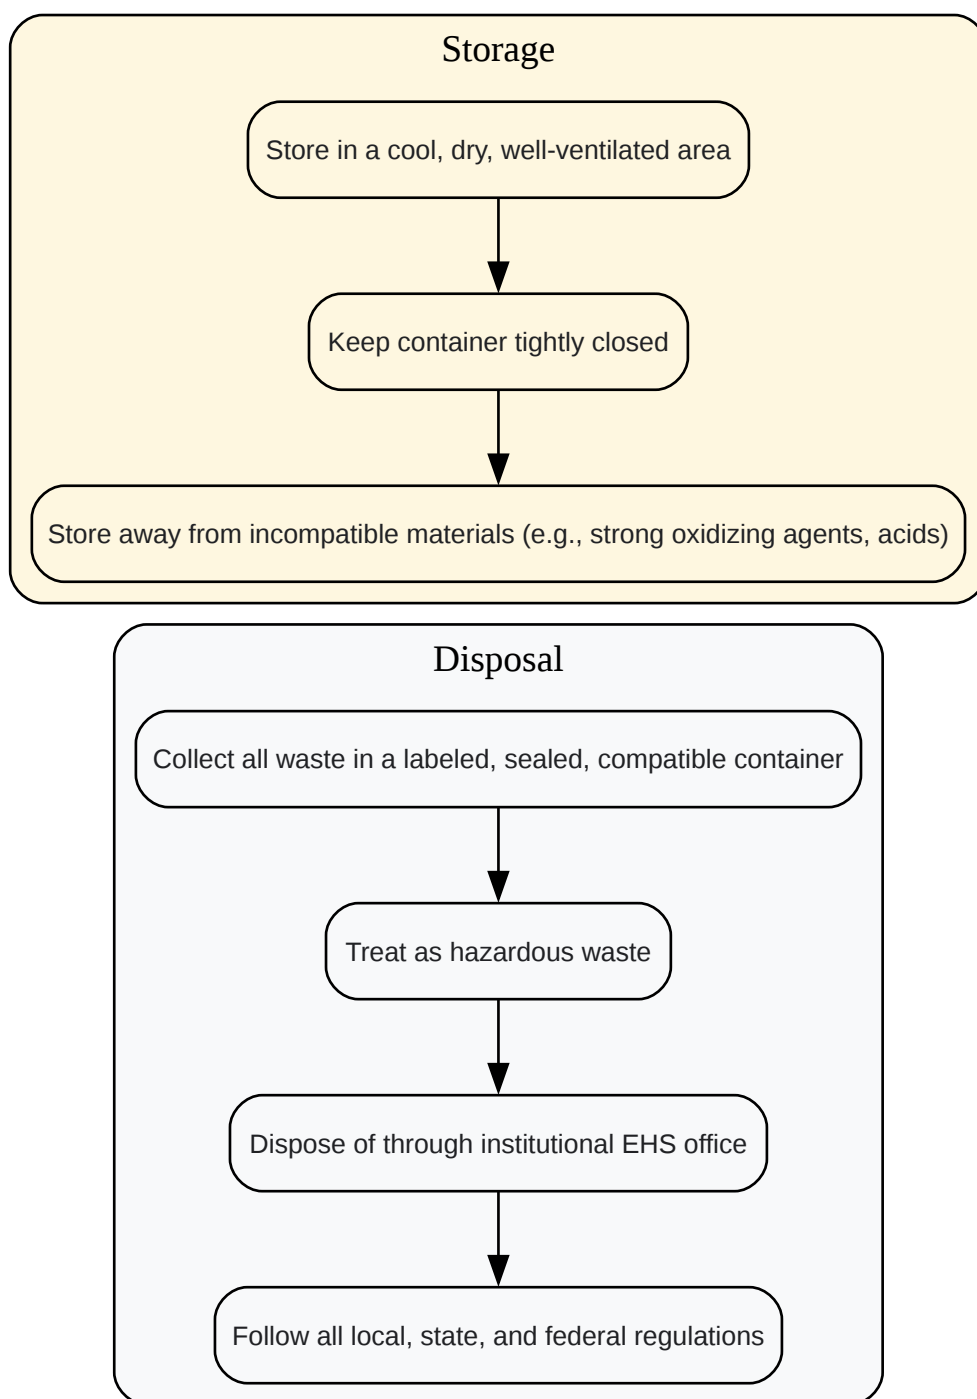 Storage
Store in a cool, dry, well-ventilated area
Keep container tightly closed
Store away from incompatible materials (e.g., strong oxidizing agents, acids)
Disposal
Collect all waste in a labeled, sealed, compatible container
Treat as hazardous waste
Dispose of through institutional EHS office
Follow all local, state, and federal regulations